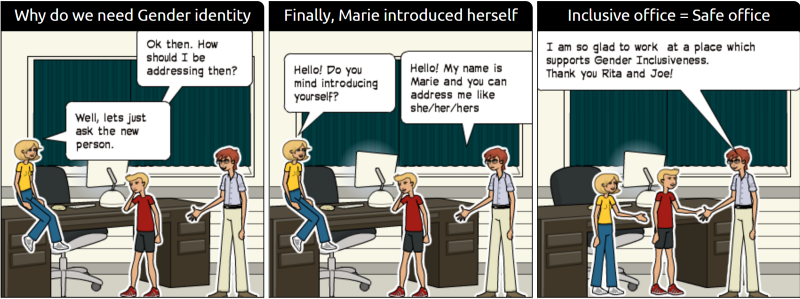 Why do we need Gender identity
Ok then. How
should I be
addressing then?
Well, lets just
ask the new
person.
Finally, Marie introduced herself
Hello! Do you
mind introducing
yourself?
Hello! My name is
Marie and you can
address me like
she/her/hers
Inclusive office = Safe office
I am so glad to work at a place which
supports Gender Inclusiveness.
Thank you Rita and Joe!